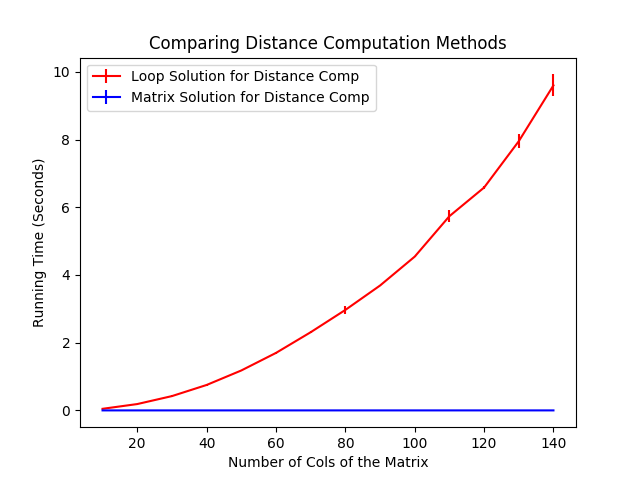 Comparing Distance Computation Methods
Loop Solution for Distance Comp
Matrix Solution for Distance Comp
Running Time (Seconds)
10
8
6
4
2
0
20 40 60 80 100 120 140
Number of Cols of the Matrix